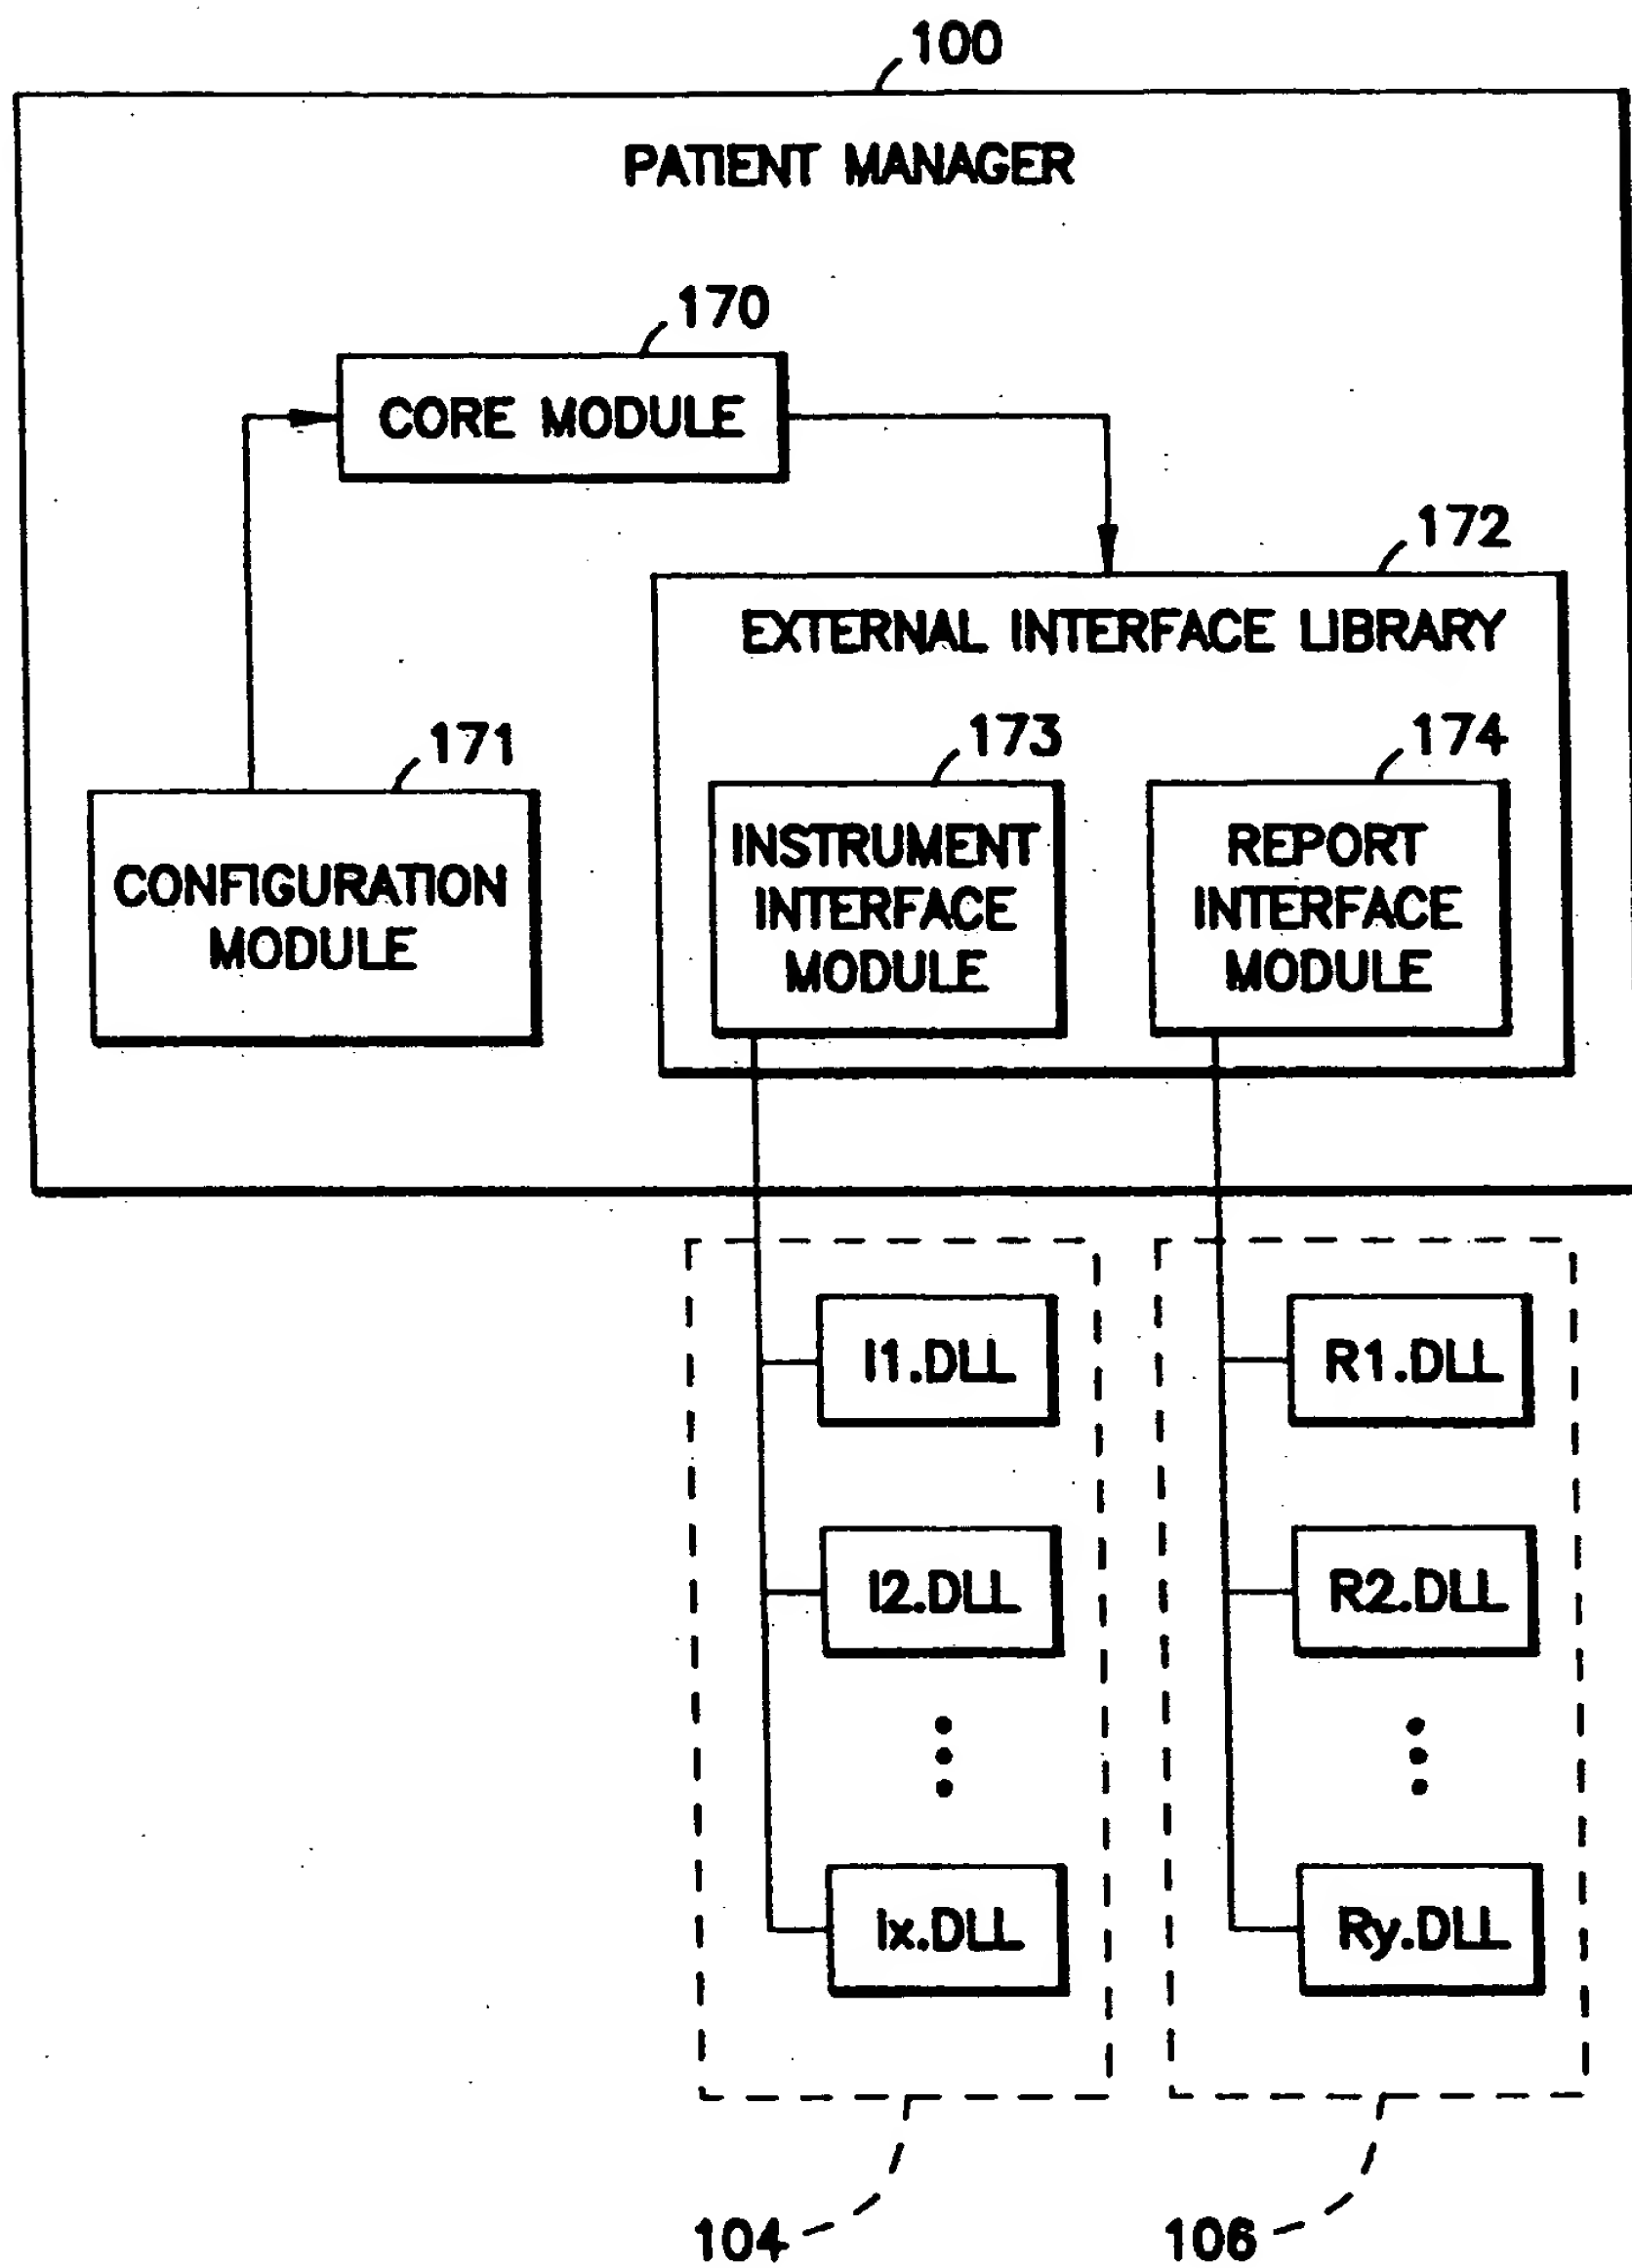 100
PATIENT MANAGER
170
CORE MODULE
172
EXTERNAL INTERFACE LIBRARY
171
CONFIGURATION
MODULE
173
INSTRUMENT
INTERFACE
MODULE
174
REPORT
INTERFACE
MODULE
I1.DLL
R1.DLL
I2.DLL
R2.DLL
Ix.DLL
Ry.DLL
104
106